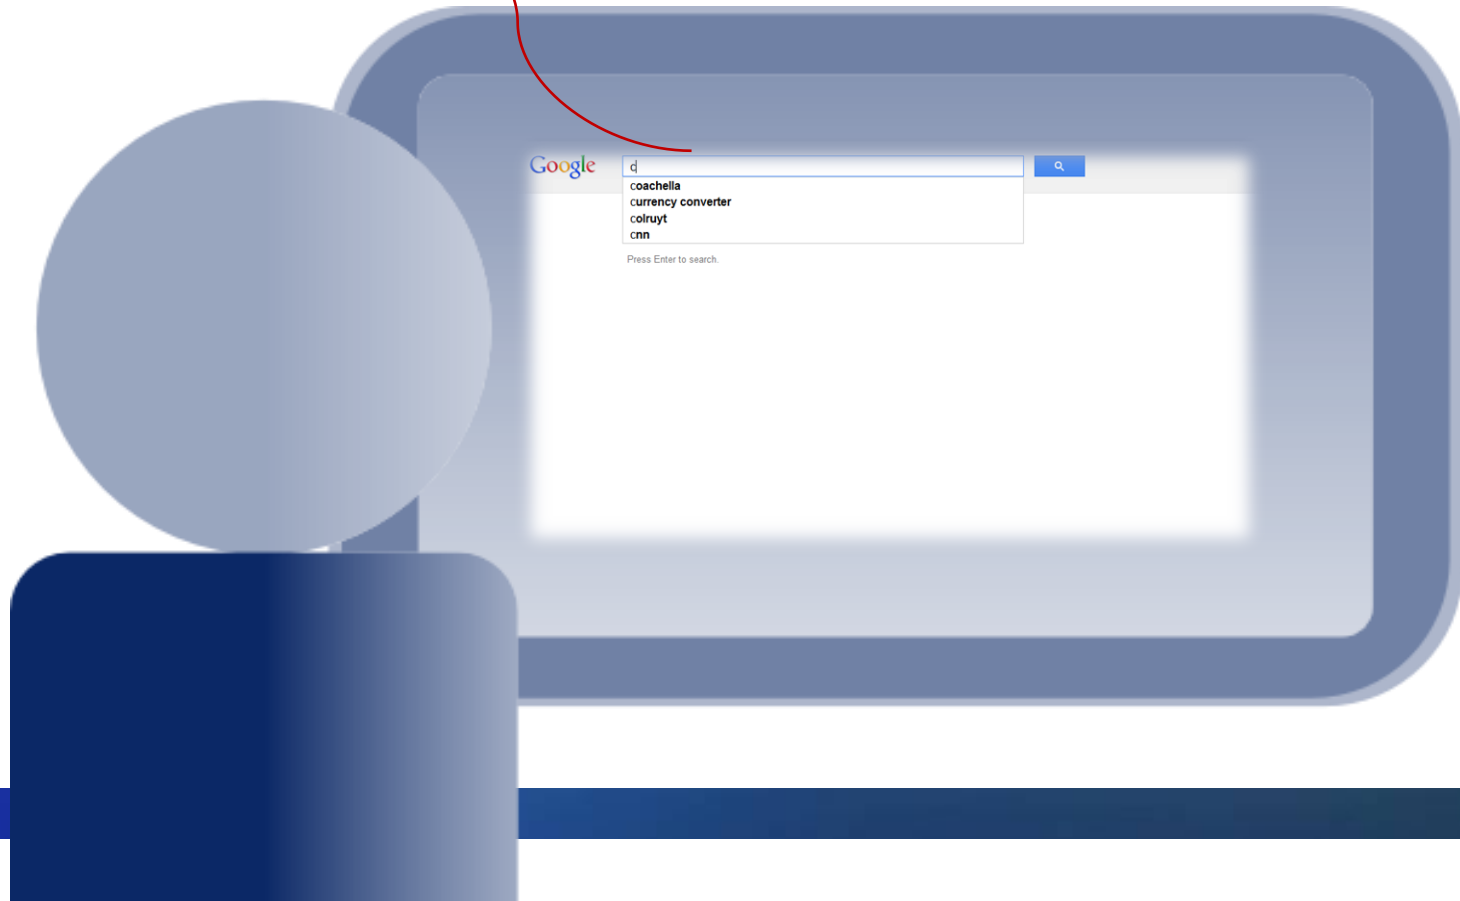 Google
c
coachella
currency converter
colruyt
cnn
Press Enter to search.